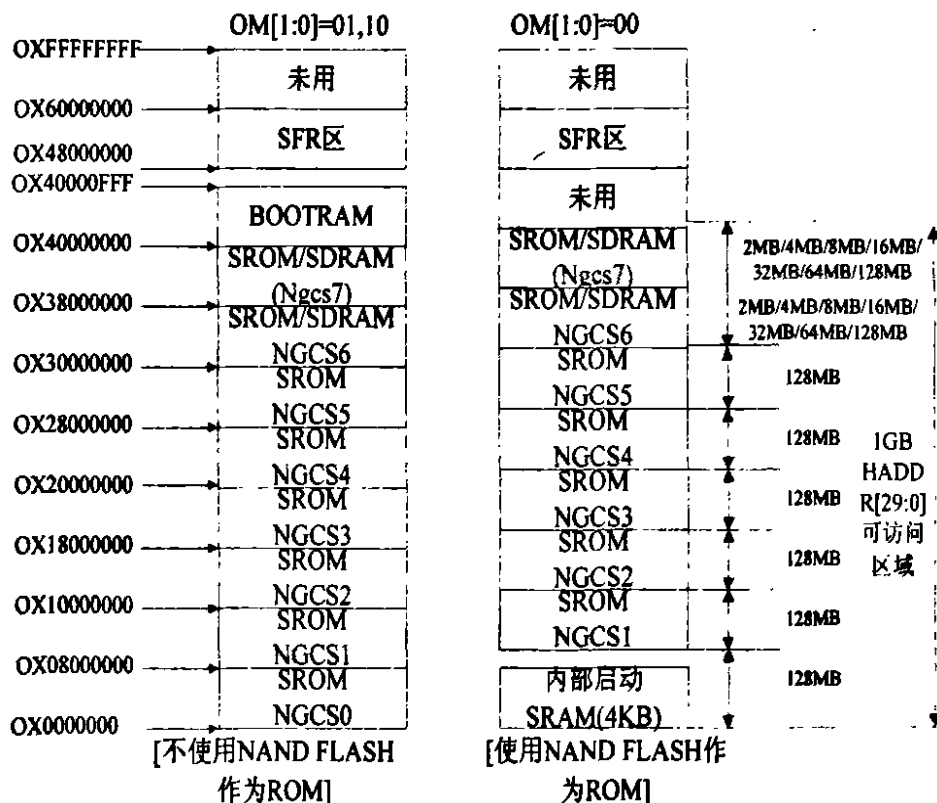 OM[1:0]=01,10
OM[1:0]=00
OXFFFFFFFF
未用
未用
OX60000000
SFR区
SFR区
OX48000000
OX40000FFF
未用
BOOTRAM
OX40000000
SROM/SDRAM
(Ngcs7)
SROM/SDRAM
(Ngcs7)
2MB/4MB/8MB/16MB/
32MB/64MB/128MB
OX38000000
SROM/SDRAM
NGCS6
SROM/SDRAM
NGCS6
2MB/4MB/8MB/16MB/
32MB/64MB/128MB
OX30000000
SROM
NGCS5
SROM
NGCS5
128MB
OX28000000
SROM
NGCS4
SROM
NGCS4
128MB
OX20000000
SROM
NGCS3
SROM
NGCS3
128MB
OX18000000
SROM
NGCS2
SROM
NGCS2
128MB
OX10000000
SROM
NGCS1
SROM
NGCS1
128MB
OX08000000
SROM
NGCS0
内部启动
SRAM(4KB)
128MB
OX0000000
1GB
HADD
R[29:0]
可访问
区域
[不使用NAND FLASH
作为ROM]
[使用NAND FLASH作
为ROM]